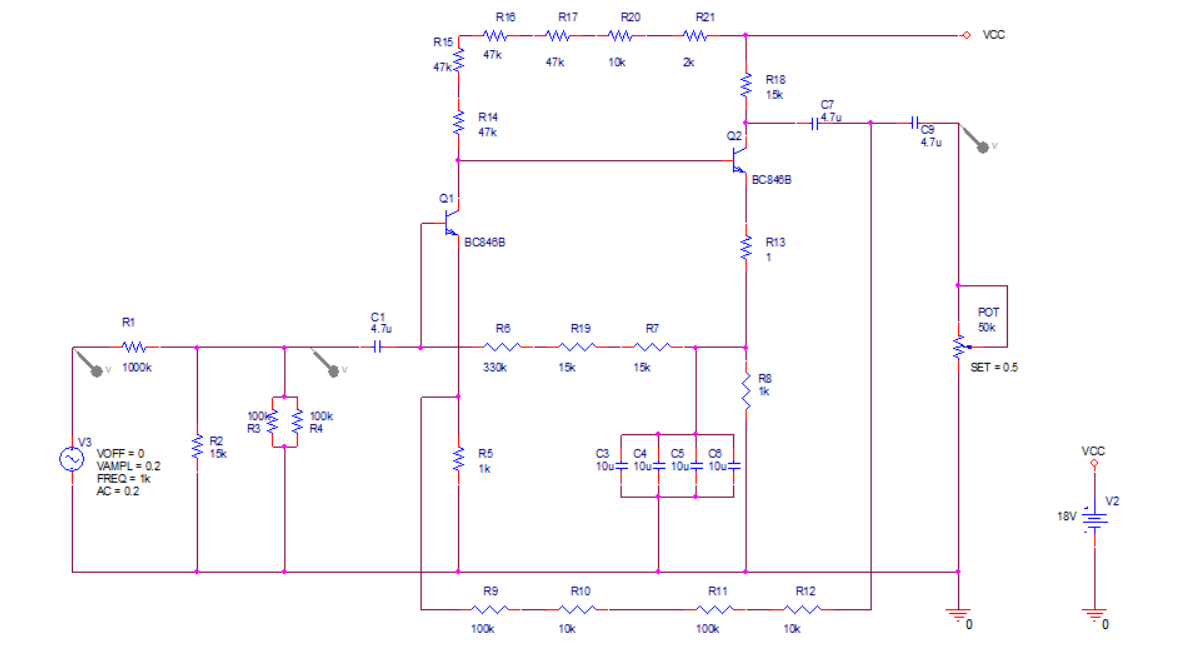 R16 R17 R20 R21
R15
47k 47k 47k 10k 2k
VCC
R18
15k
R14
47k
C7
4.7u
C9
4.7u
V
Q2
BC846B
Q1
BC846B
R13
1
POT
50k
SET = 0.5
R1
1000k
C1
4.7u
R6 R19 R7
330k 15k 15k
V
V
R8
1k
100k
R3
100k
R4
R2
15k
V3
VOFF = 0
VAMPL = 0.2
FREQ = 1k
AC = 0.2
R5
1k
C3 C4 C5 C6
10u 10u 10u 10u
VCC
V2
18V
R9 R10 R11 R12
100k 10k 100k 10k
0
0